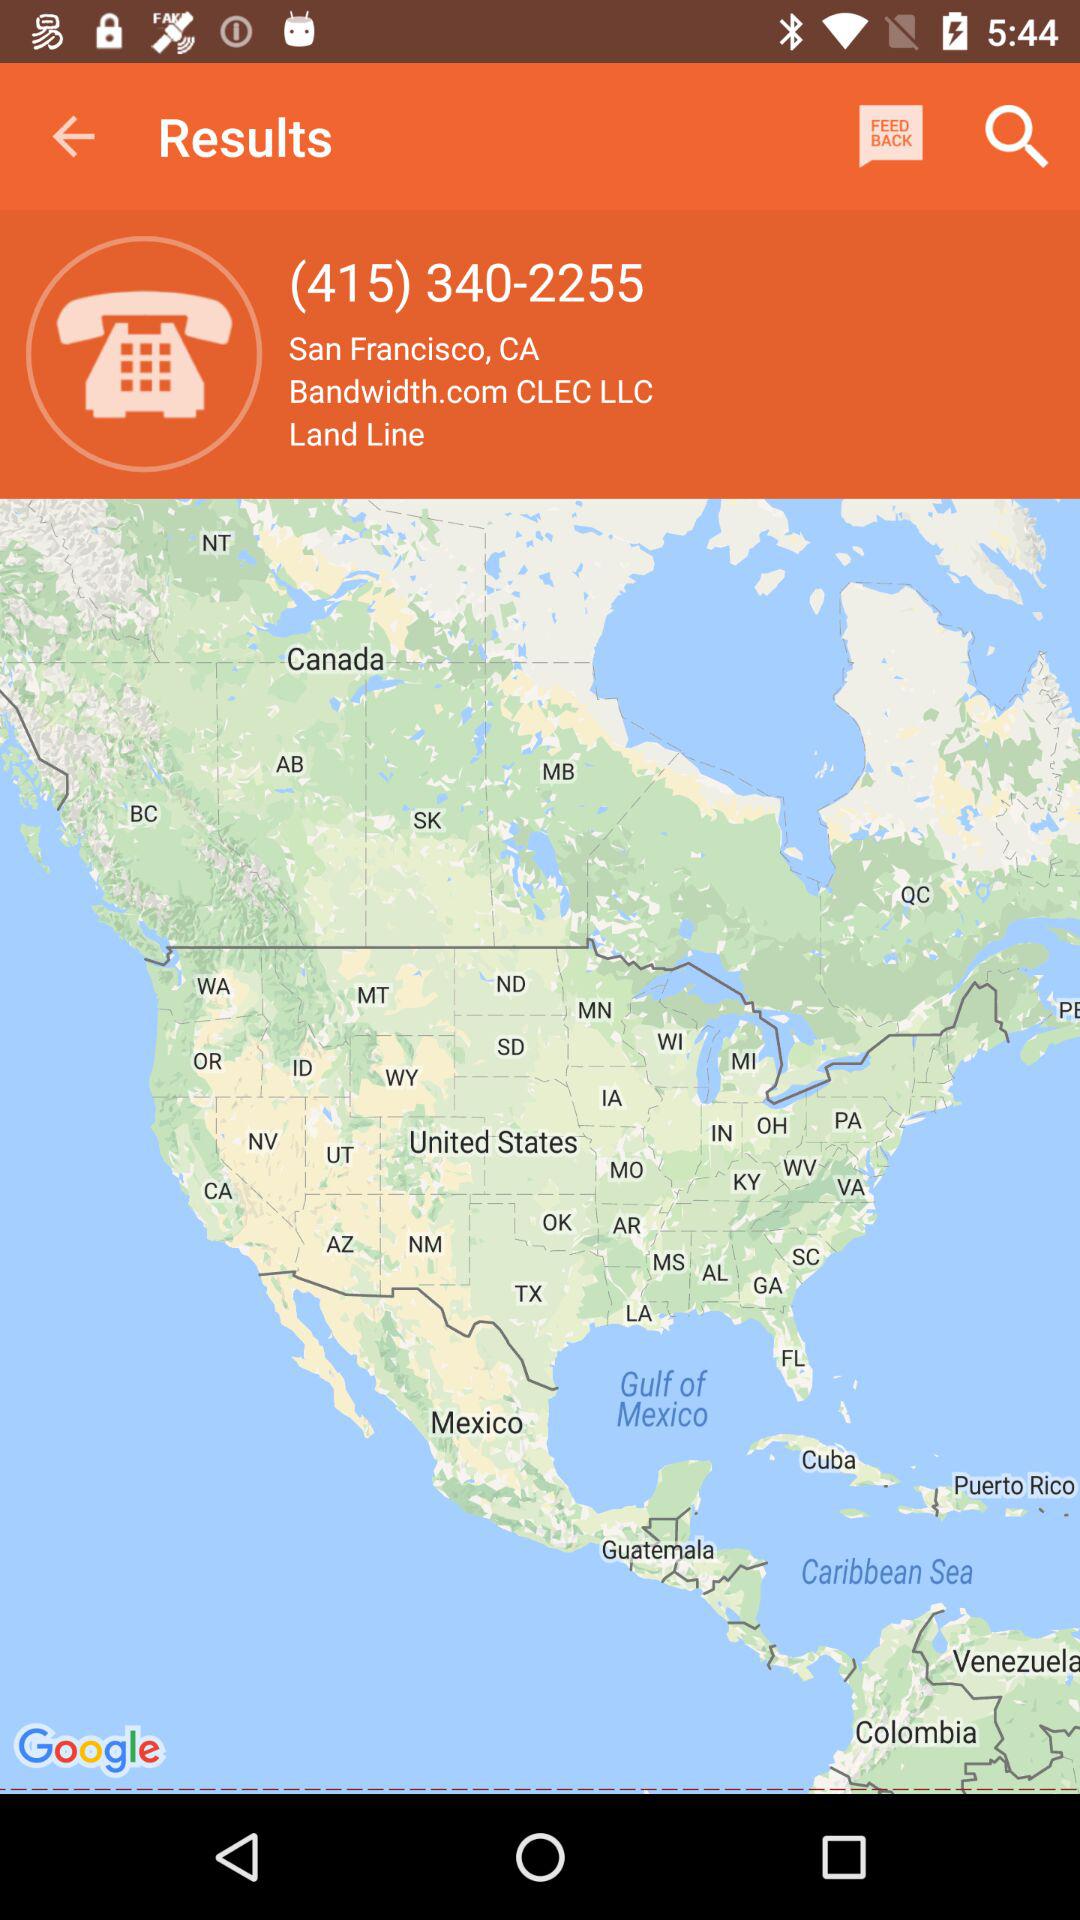 FAKE
5:44
Results
FEED
BACK
(415) 340-2255
San Francisco, CA
Bandwidth.com CLEC LLC
Land Line
NT
Canada
AB
MB
BC
SK
QC
WA
MT
ND
MN
PE
OR
ID
WY
SD
WI
MI
IA
NV
UT
United States
IN
OH
PA
CA
MO
KY
WV
VA
AZ
NM
OK
AR
MS
AL
SC
GA
TX
LA
FL
Gulf of
Mexico
Mexico
Cuba
Puerto Rico
Guatemala
Caribbean Sea
Venezuela
Colombia
Google